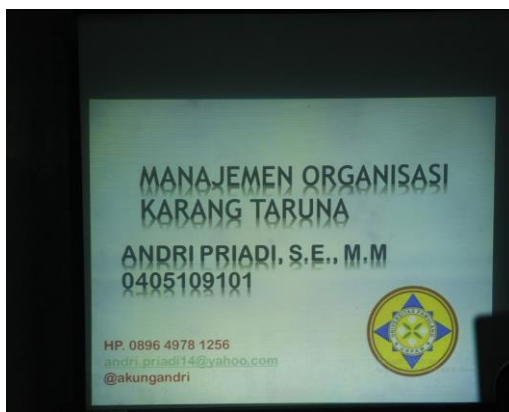 MANAJEMEN ORGANISASI
KARANG TARUNA
ANDRI PRIADI, S.E., M.M
0405109101
HP. 0896 4978 1256
andri.priadi14@yahoo.com
@akungandri